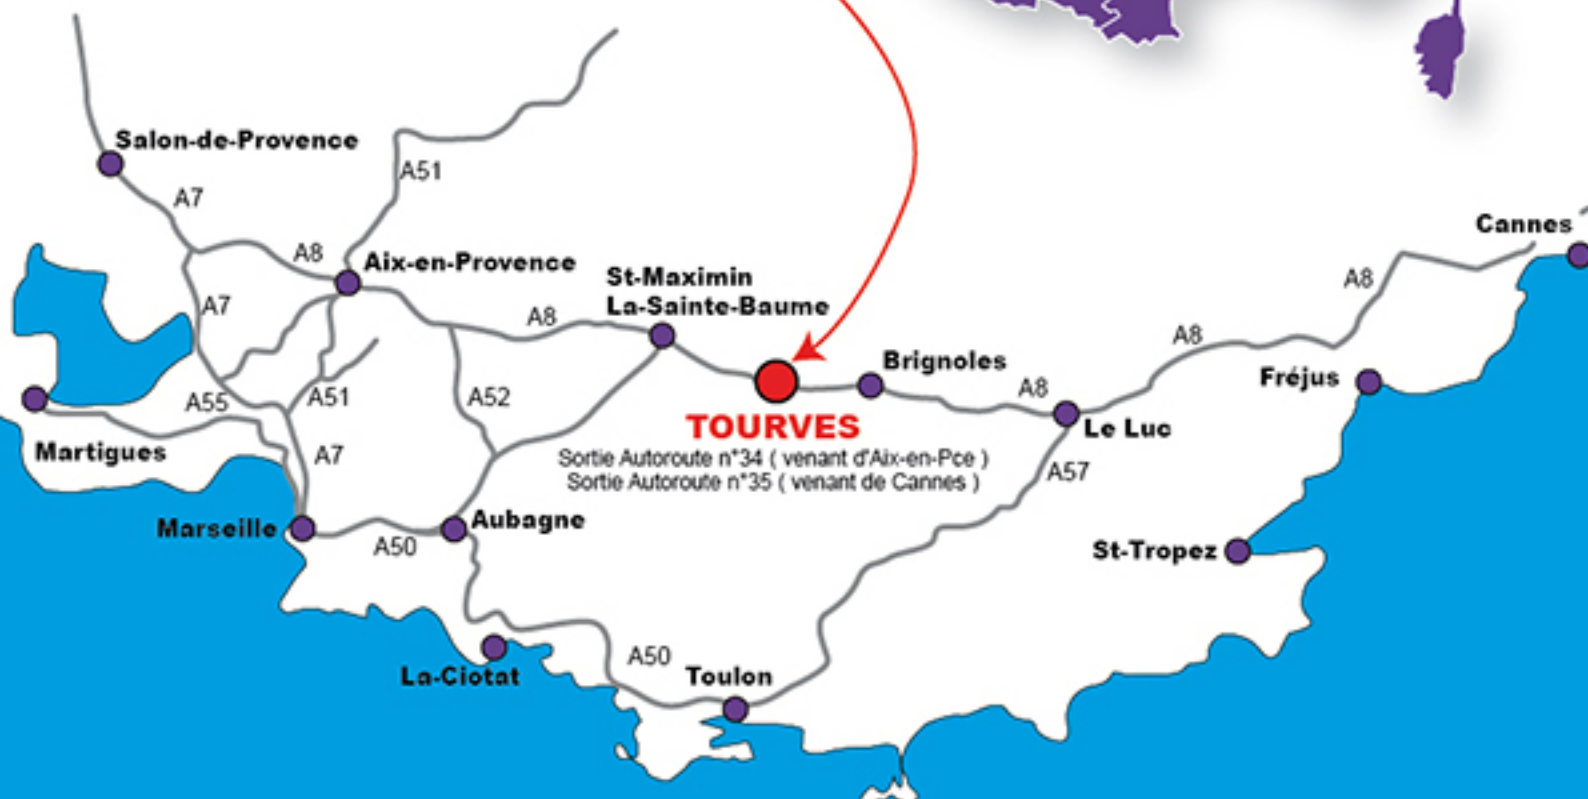 Salon-de-Provence
A51
A7
Cannes
A8
Aix-en-Provence
St-Maximin
La-Sainte-Baume
A8
A7
A8
A8
Brignoles
Fréjus
A8
A55
A51
A52
TOURVES
Le Luc
Martigues
A7
Sortie Autoroute n°34 ( venant d'Aix-en-Pce )
A57
Sortie Autoroute n°35 ( venant de Cannes )
Marseille
Aubagne
A50
St-Tropez
A50
La-Ciotat
Toulon